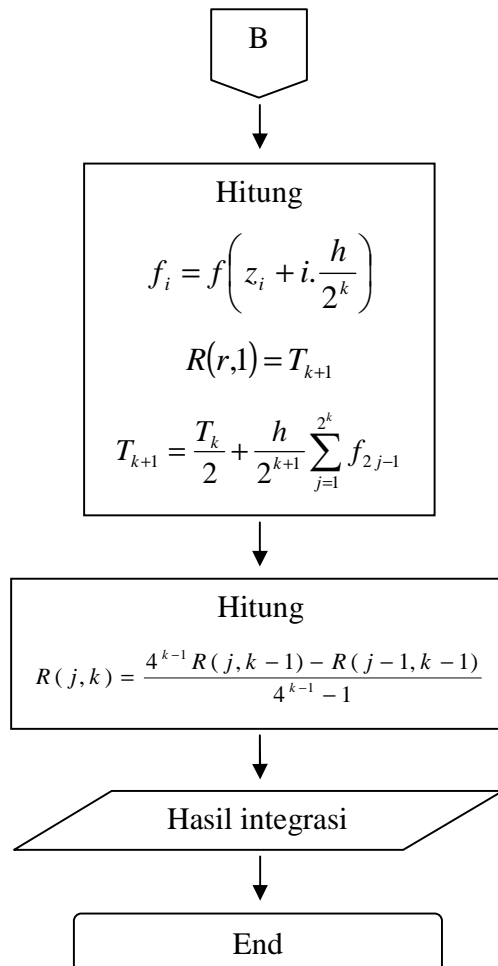 B
Hitung
f_i = f(z_i + i. h/2^k)
R(r,1) = T_{k+1}
T_{k+1} = T_k/2 + h/2^{k+1} ∑_{j=1}^{2^k} f_{2j-1}
Hitung
R(j,k) = (4^{k-1} R(j,k-1) - R(j-1,k-1))/(4^{k-1} - 1)
Hasil integrasi
End